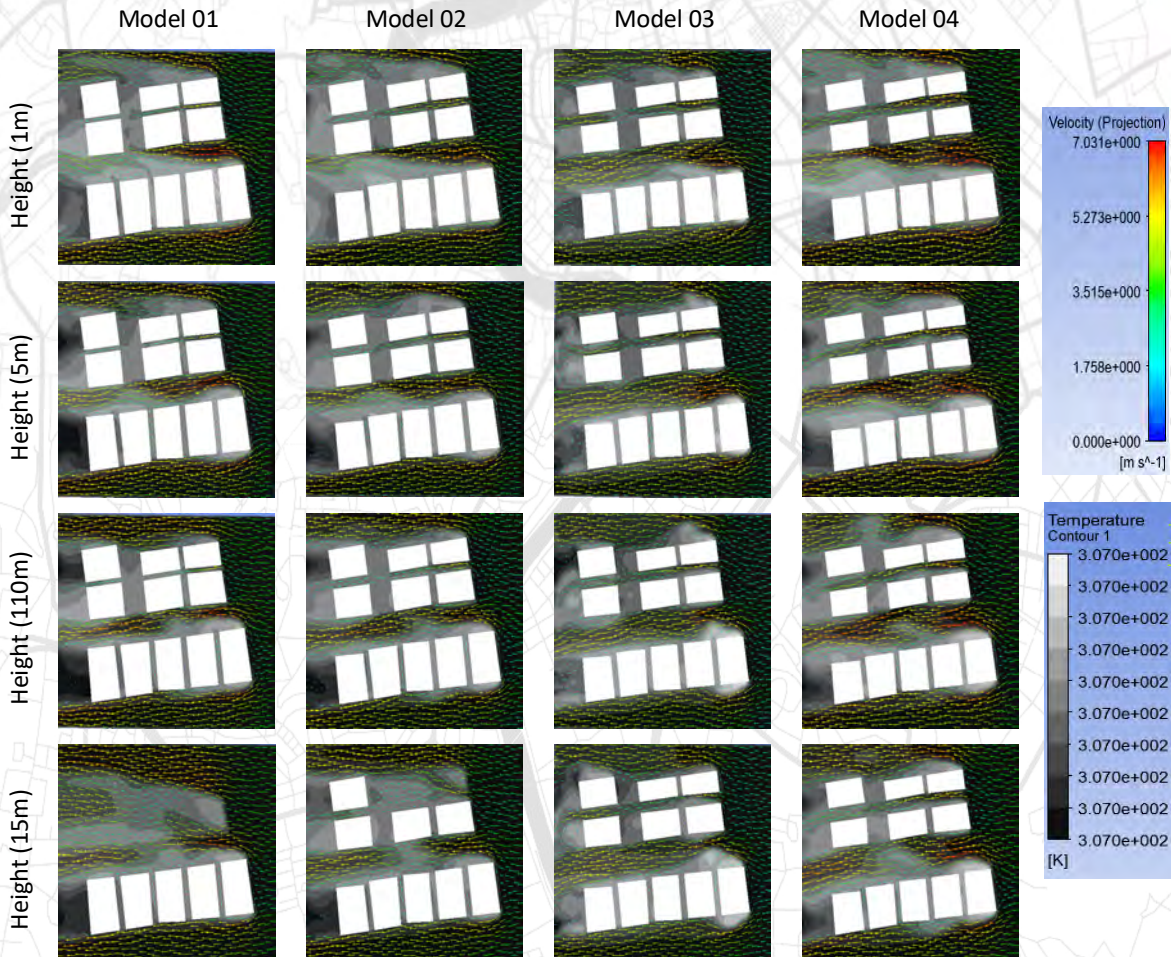 Model 01
Model 02
Model 03
Model 04
Height (1m)
Height (5m)
Height (110m)
Height (15m)
Velocity (Projection)
7.031e+000
5.273e+000
3.515e+000
1.758e+000
0.000e+000
[m s^-1]
Temperature
Contour 1
3.070e+002
3.070e+002
3.070e+002
3.070e+002
3.070e+002
3.070e+002
3.070e+002
3.070e+002
3.070e+002
3.070e+002
[K]